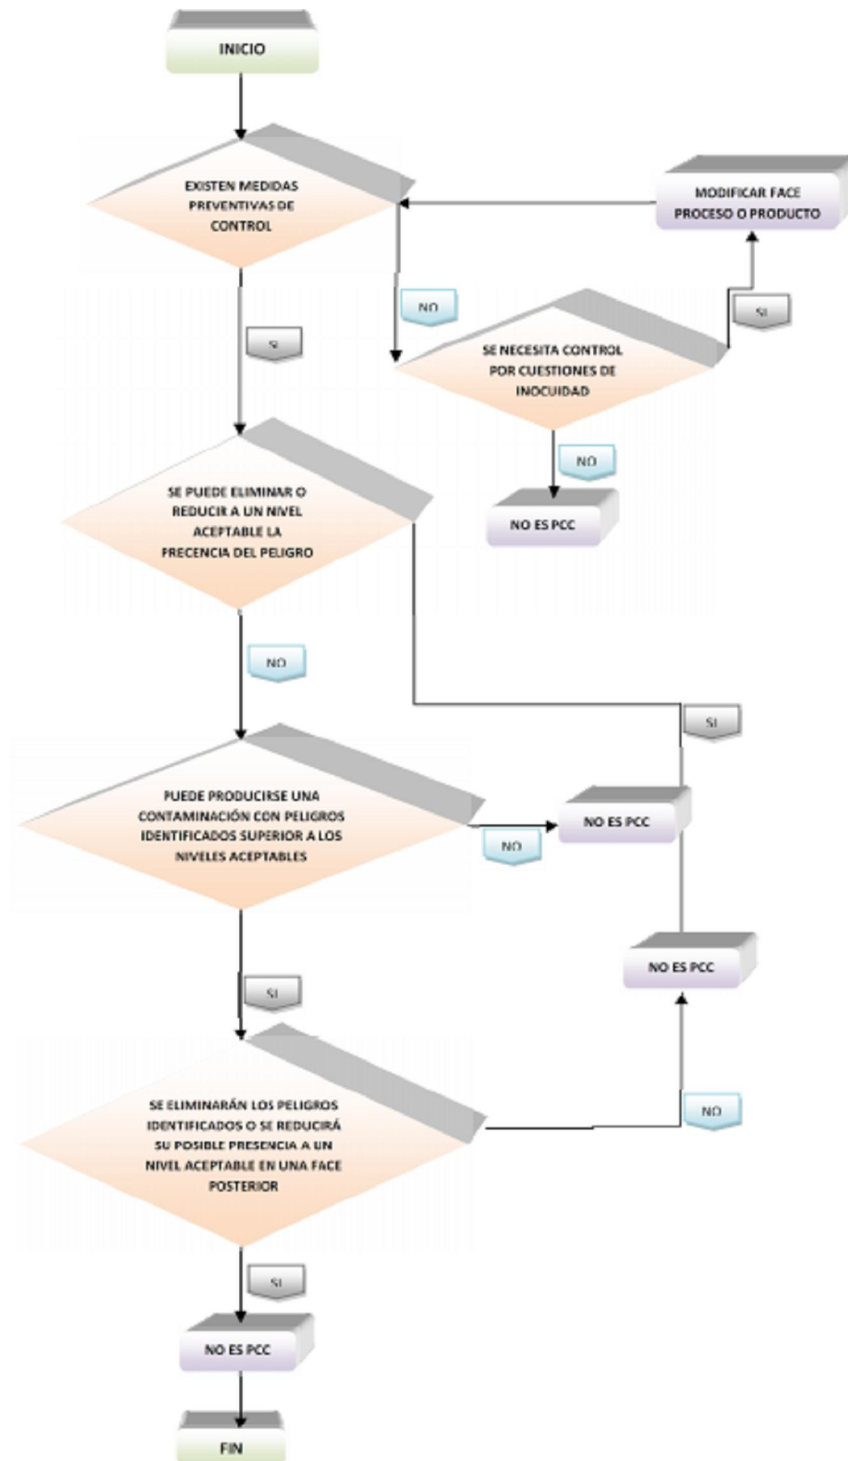 INICIO
EXISTEN MEDIDAS
PREVENTIVAS DE
CONTROL
MODIFICAR FACE
PROCESO O PRODUCTO
NO
SI
SI
SE NECESITA CONTROL
POR CUESTIONES DE
INOCUIDAD
NO
NO ES PCC
SE PUEDE ELIMINAR O
REDUCIR A UN NIVEL
ACEPTABLE LA
PRECENCIA DEL PELIGRO
NO
SI
PUEDE PRODUCIRSE UNA
CONTAMINACIÓN CON PELIGROS
IDENTIFICADOS SUPERIOR A LOS
NIVELES ACEPTABLES
NO
NO ES PCC
NO ES PCC
SI
SE ELIMINARÁN LOS PELIGROS
IDENTIFICADOS O SE REDUCIRÁ
SU POSIBLE PRESENCIA A UN
NIVEL ACEPTABLE EN UNA FACE
POSTERIOR
NO
SI
NO ES PCC
FIN